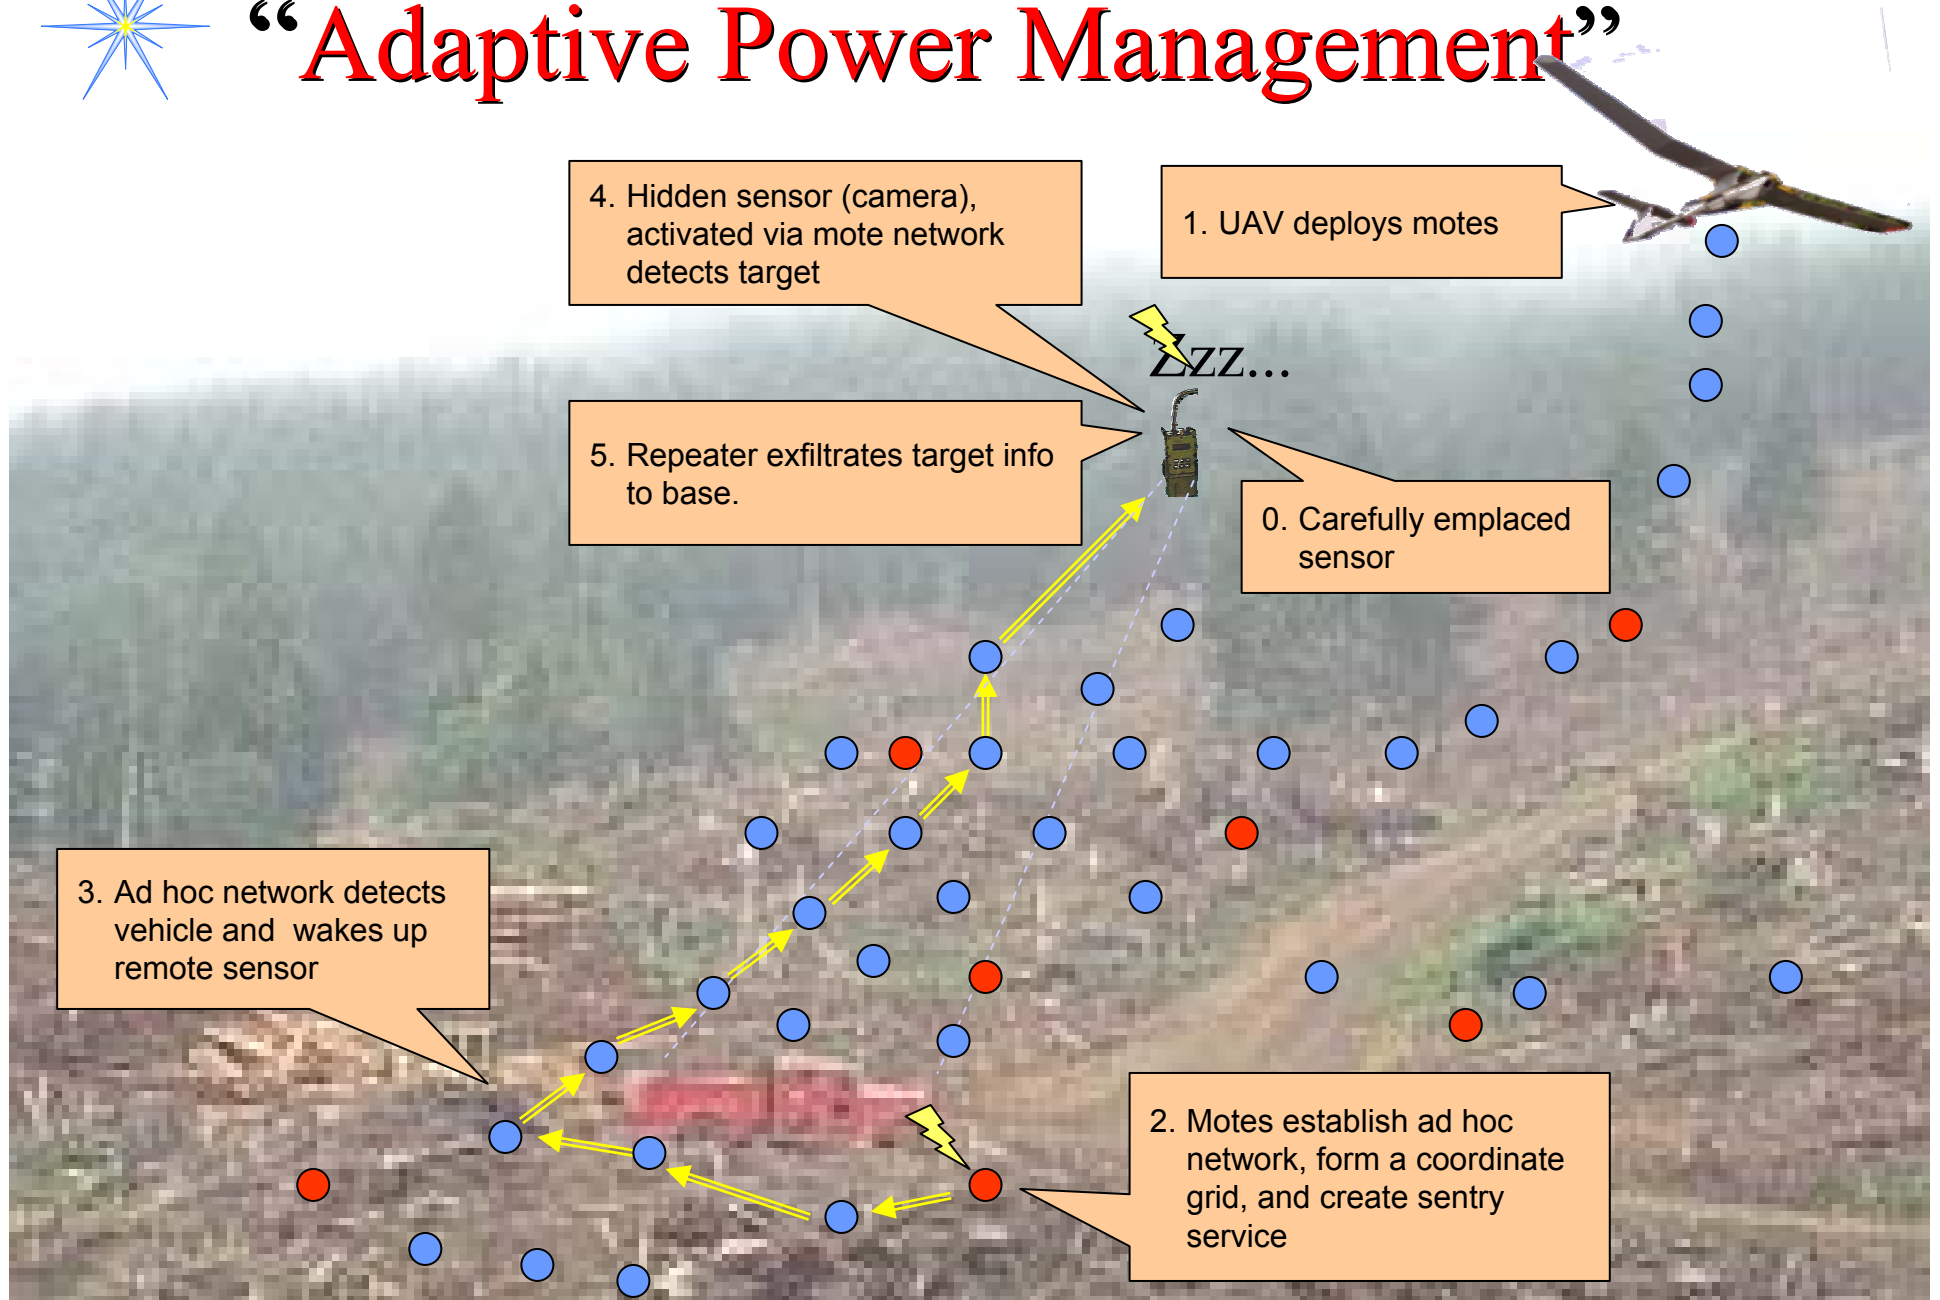 “Adaptive Power Management”
4. Hidden sensor (camera),
activated via mote network
detects target
1. UAV deploys motes
Zzz...
5. Repeater exfiltrates target info
to base.
0. Carefully emplaced
sensor
3. Ad hoc network detects
vehicle and wakes up
remote sensor
2. Motes establish ad hoc
network, form a coordinate
grid, and create sentry
service